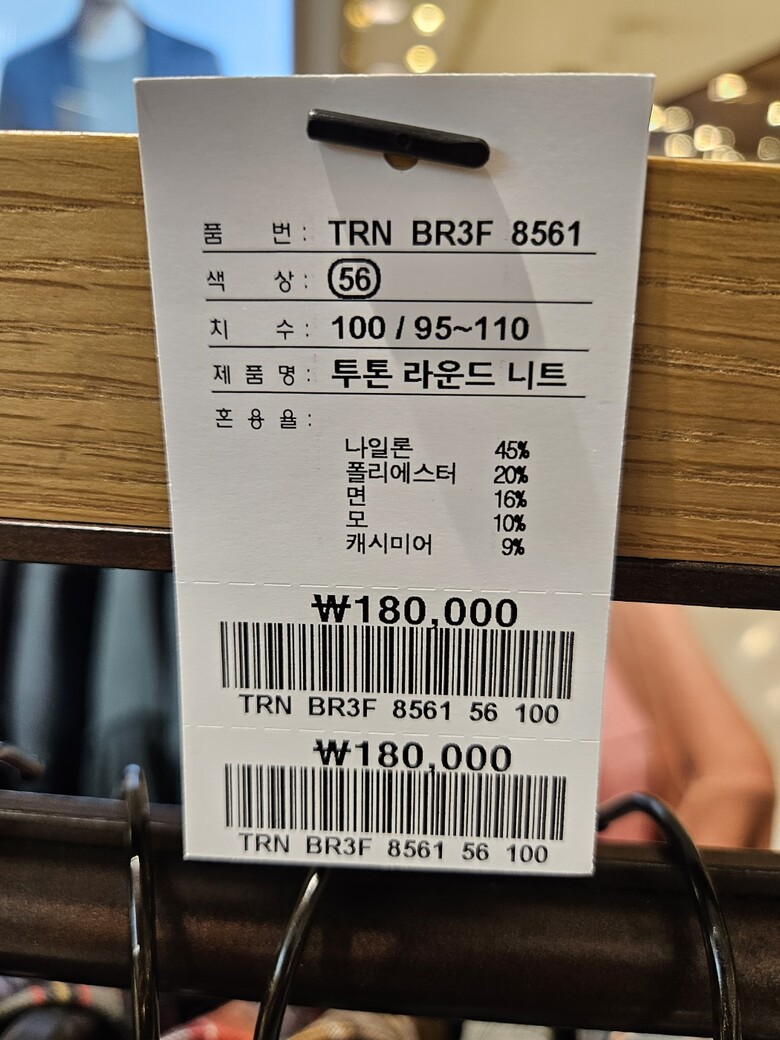 품 번 : TRN BR3F 8561
색 상 : 56
치 수 : 100 / 95~110
제 품 명 : 투톤 라운드 니트
혼 용 율 :
나일론 45%
폴리에스터 20%
면 16%
모 10%
캐시미어 9%
₩180,000
TRN BR3F 8561 56 100
₩180,000
TRN BR3F 8561 56 100